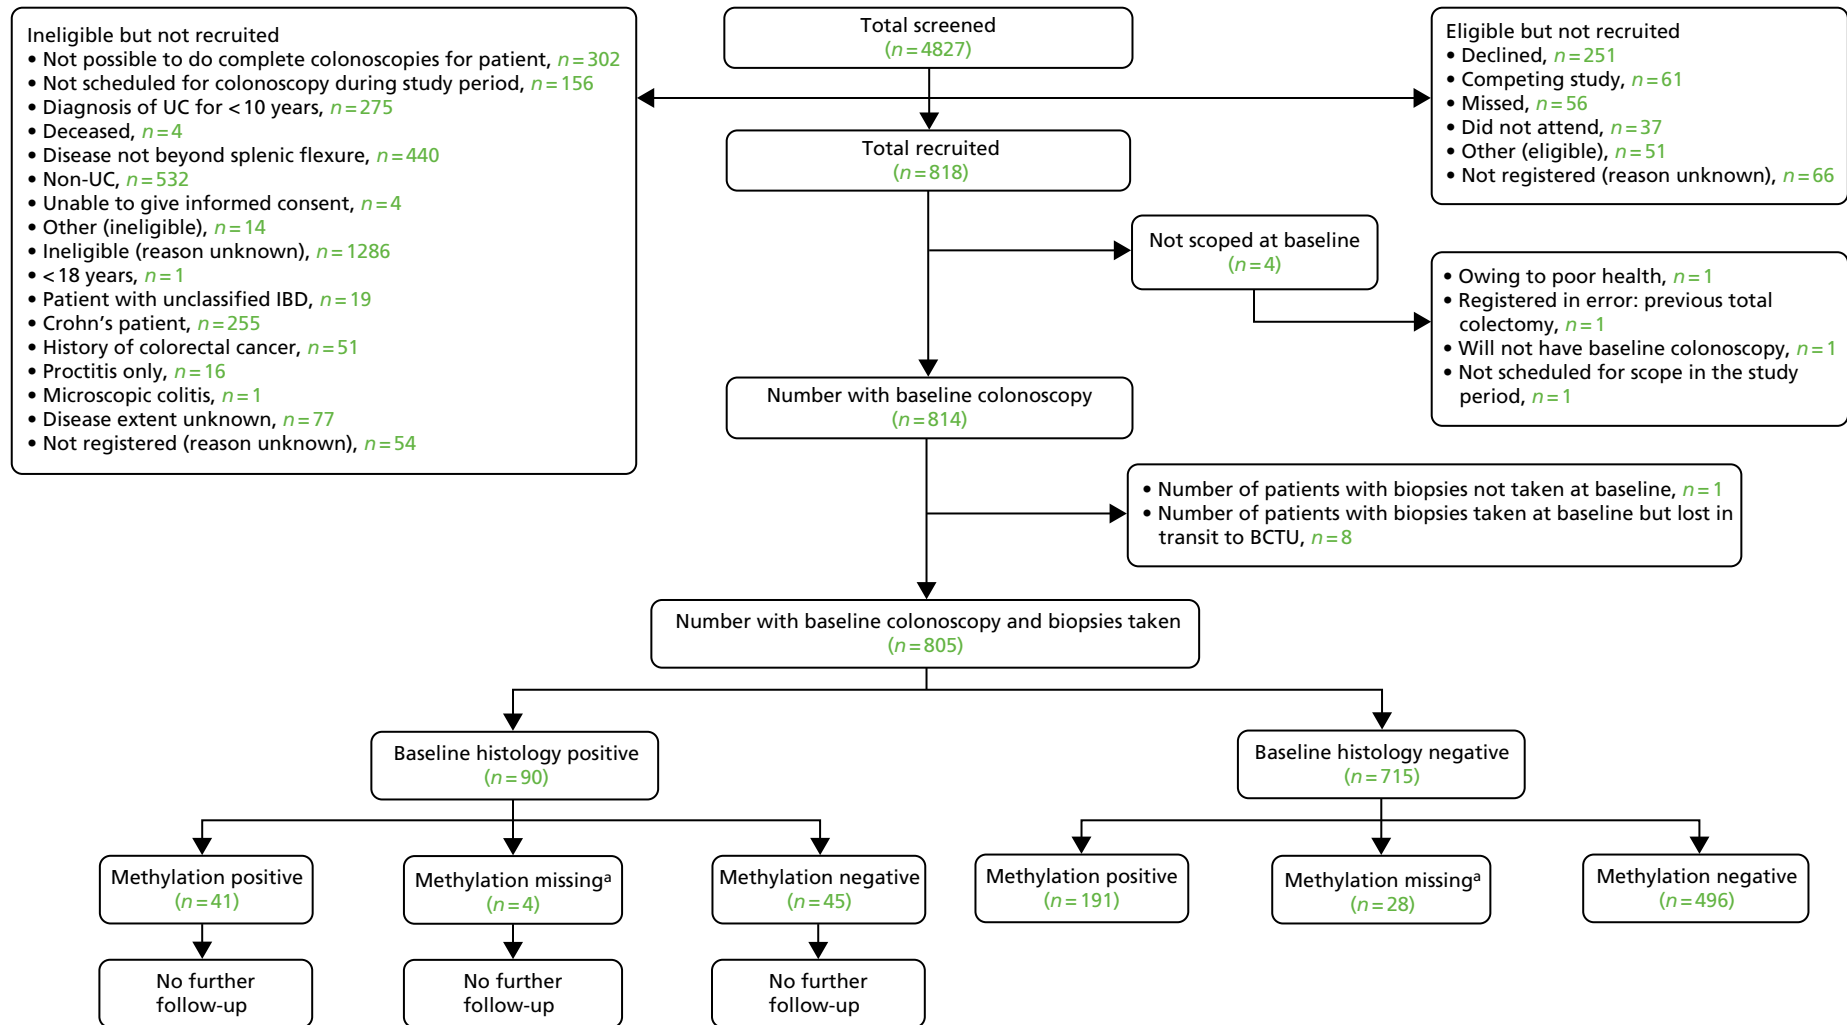 Total screened
(n=4827)
Ineligible but not recruited
• Not possible to do complete colonoscopies for patient, n=302
• Not scheduled for colonoscopy during study period, n=156
• Diagnosis of UC for <10 years, n=275
• Deceased, n=4
• Disease not beyond splenic flexure, n=440
• Non-UC, n=532
• Unable to give informed consent, n=4
• Other (ineligible), n=14
• Ineligible (reason unknown), n=1286
• <18 years, n=1
• Patient with unclassified IBD, n=19
• Crohn's patient, n=255
• History of colorectal cancer, n=51
• Proctitis only, n=16
• Microscopic colitis, n=1
• Disease extent unknown, n=77
• Not registered (reason unknown), n=54
Eligible but not recruited
• Declined, n=251
• Competing study, n=61
• Missed, n=56
• Did not attend, n=37
• Other (eligible), n=51
• Not registered (reason unknown), n=66
Total recruited
(n=818)
Not scoped at baseline
(n=4)
• Owing to poor health, n=1
• Registered in error: previous total
colectomy, n=1
• Will not have baseline colonoscopy, n=1
• Not scheduled for scope in the study
period, n=1
Number with baseline colonoscopy
(n=814)
• Number of patients with biopsies not taken at baseline, n=1
• Number of patients with biopsies taken at baseline but lost in
transit to BCTU, n=8
Number with baseline colonoscopy and biopsies taken
(n=805)
Baseline histology positive
(n=90)
Baseline histology negative
(n=715)
Methylation positive
(n=41)
Methylation missingᵃ
(n=4)
Methylation negative
(n=45)
Methylation positive
(n=191)
Methylation missingᵃ
(n=28)
Methylation negative
(n=496)
No further
follow-up
No further
follow-up
No further
follow-up